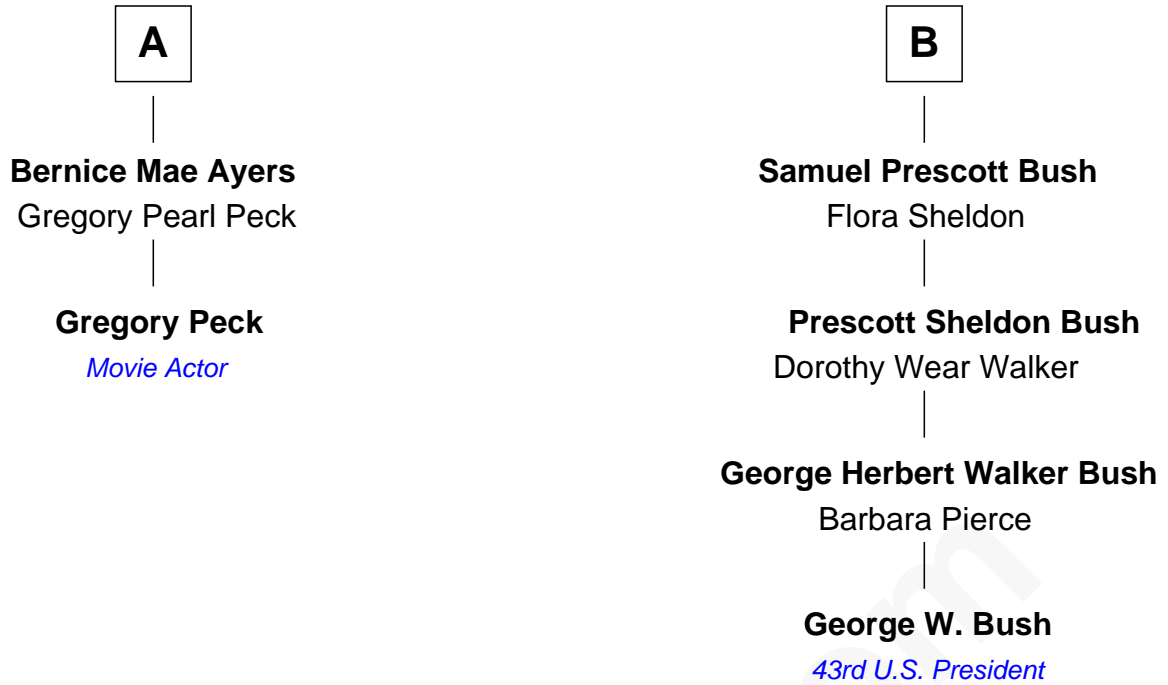 A
Bernice Mae Ayers
Gregory Pearl Peck
Gregory Peck
Movie Actor
B
Samuel Prescott Bush
Flora Sheldon
Prescott Sheldon Bush
Dorothy Wear Walker
George Herbert Walker Bush
Barbara Pierce
George W. Bush
43rd U.S. President